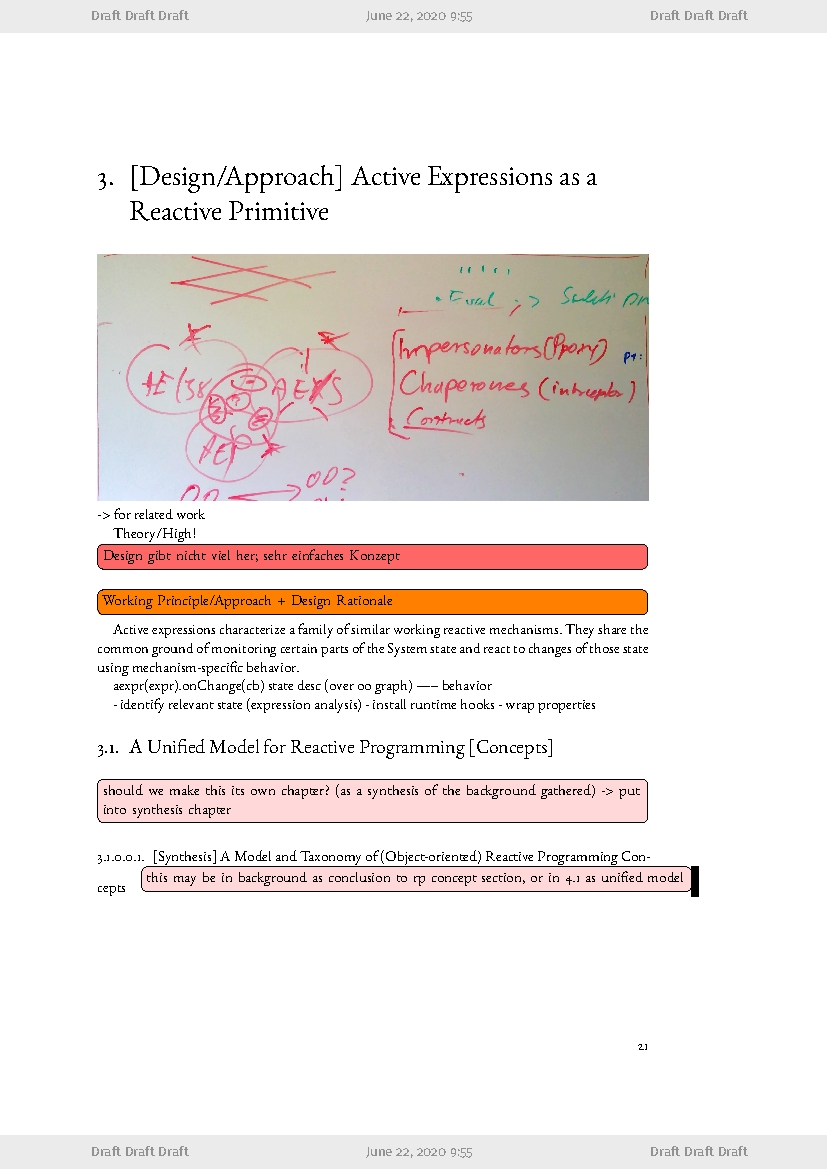 Draft Draft Draft June 22, 2020 9:55 Draft Draft Draft
3. [Design/Approach] Active Expressions as a
Reactive Primitive
Eval -> 
Impersonators (Proxy)
Chaperones (interceptor)
Contracts
AE
OO?
-> for related work
Theory/High!
Design gibt nicht viel her; sehr einfaches Konzept
Working Principle/Approach + Design Rationale
Active expressions characterize a family of similar working reactive mechanisms. They share the
common ground of monitoring certain parts of the System state and react to changes of those state
using mechanism-specific behavior.
aexpr(expr).onChange(cb) state desc (over oo graph) —– behavior
- identify relevant state (expression analysis) - install runtime hooks - wrap properties
3.1. A Unified Model for Reactive Programming [Concepts]
should we make this its own chapter? (as a synthesis of the background gathered) -> put
into synthesis chapter
3.1.0.0.1. [Synthesis] A Model and Taxonomy of (Object-oriented) Reactive Programming Con-
cepts this may be in background as conclusion to rp concept section, or in 4.1 as unified model
21
Draft Draft Draft June 22, 2020 9:55 Draft Draft Draft